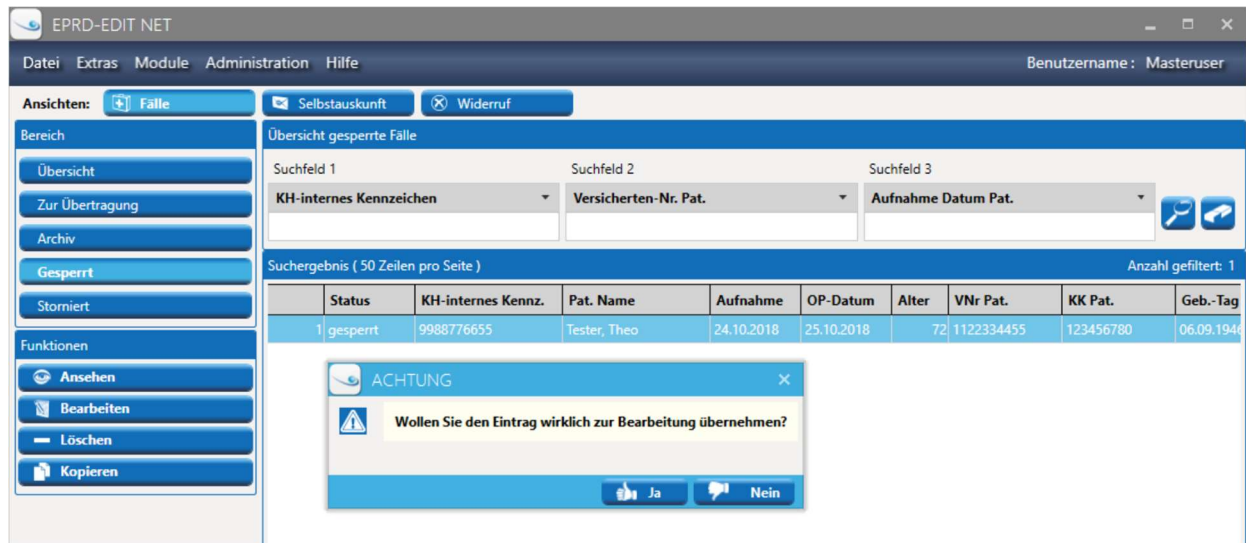 EPRD-EDIT NET
Datei Extras Module Administration Hilfe Benutzername: Masteruser
Ansichten: Fälle Selbstauskunft Widerruf
Bereich
Übersicht
Zur Übertragung
Archiv
Gesperrt
Storniert
Funktionen
Ansehen
Bearbeiten
Löschen
Kopieren
Übersicht gesperrte Fälle
Suchfeld 1 Suchfeld 2 Suchfeld 3
KH-internes Kennzeichen Versicherten-Nr. Pat. Aufnahme Datum Pat.
Suchergebnis ( 50 Zeilen pro Seite ) Anzahl gefiltert: 1
Status KH-internes Kennz. Pat. Name Aufnahme OP-Datum Alter VNr Pat. KK Pat. Geb.-Tag
1 gesperrt 9988776655 Tester, Theo 24.10.2018 25.10.2018 72 1122334455 123456780 06.09.1946
ACHTUNG
Wollen Sie den Eintrag wirklich zur Bearbeitung übernehmen?
Ja Nein